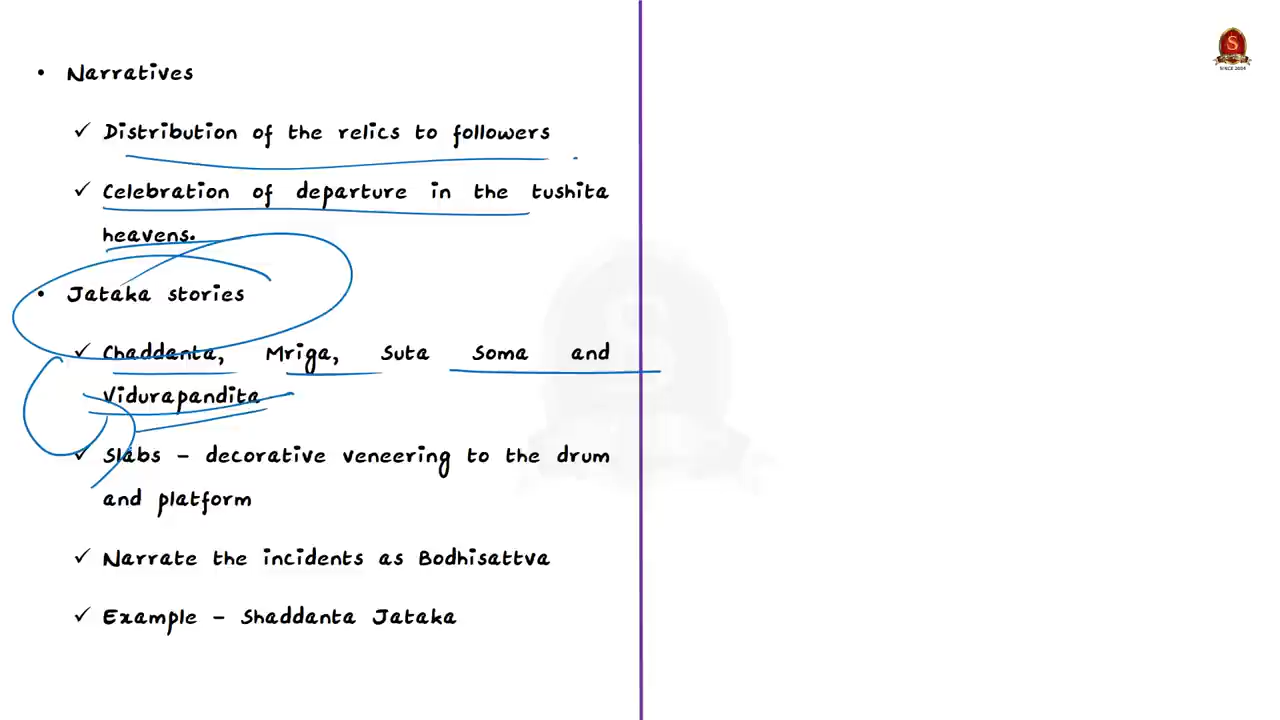 • Narratives
✓ Distribution of the relics to followers
✓ Celebration of departure in the tushita
heavens.
• Jataka stories
✓ Chaddanta, Mriga, Suta Soma and
Vidurapandita
✓ Slabs – decorative veneering to the drum
and platform
✓ Narrate the incidents as Bodhisattva
✓ Example – Shaddanta Jataka
S
SINCE 2004